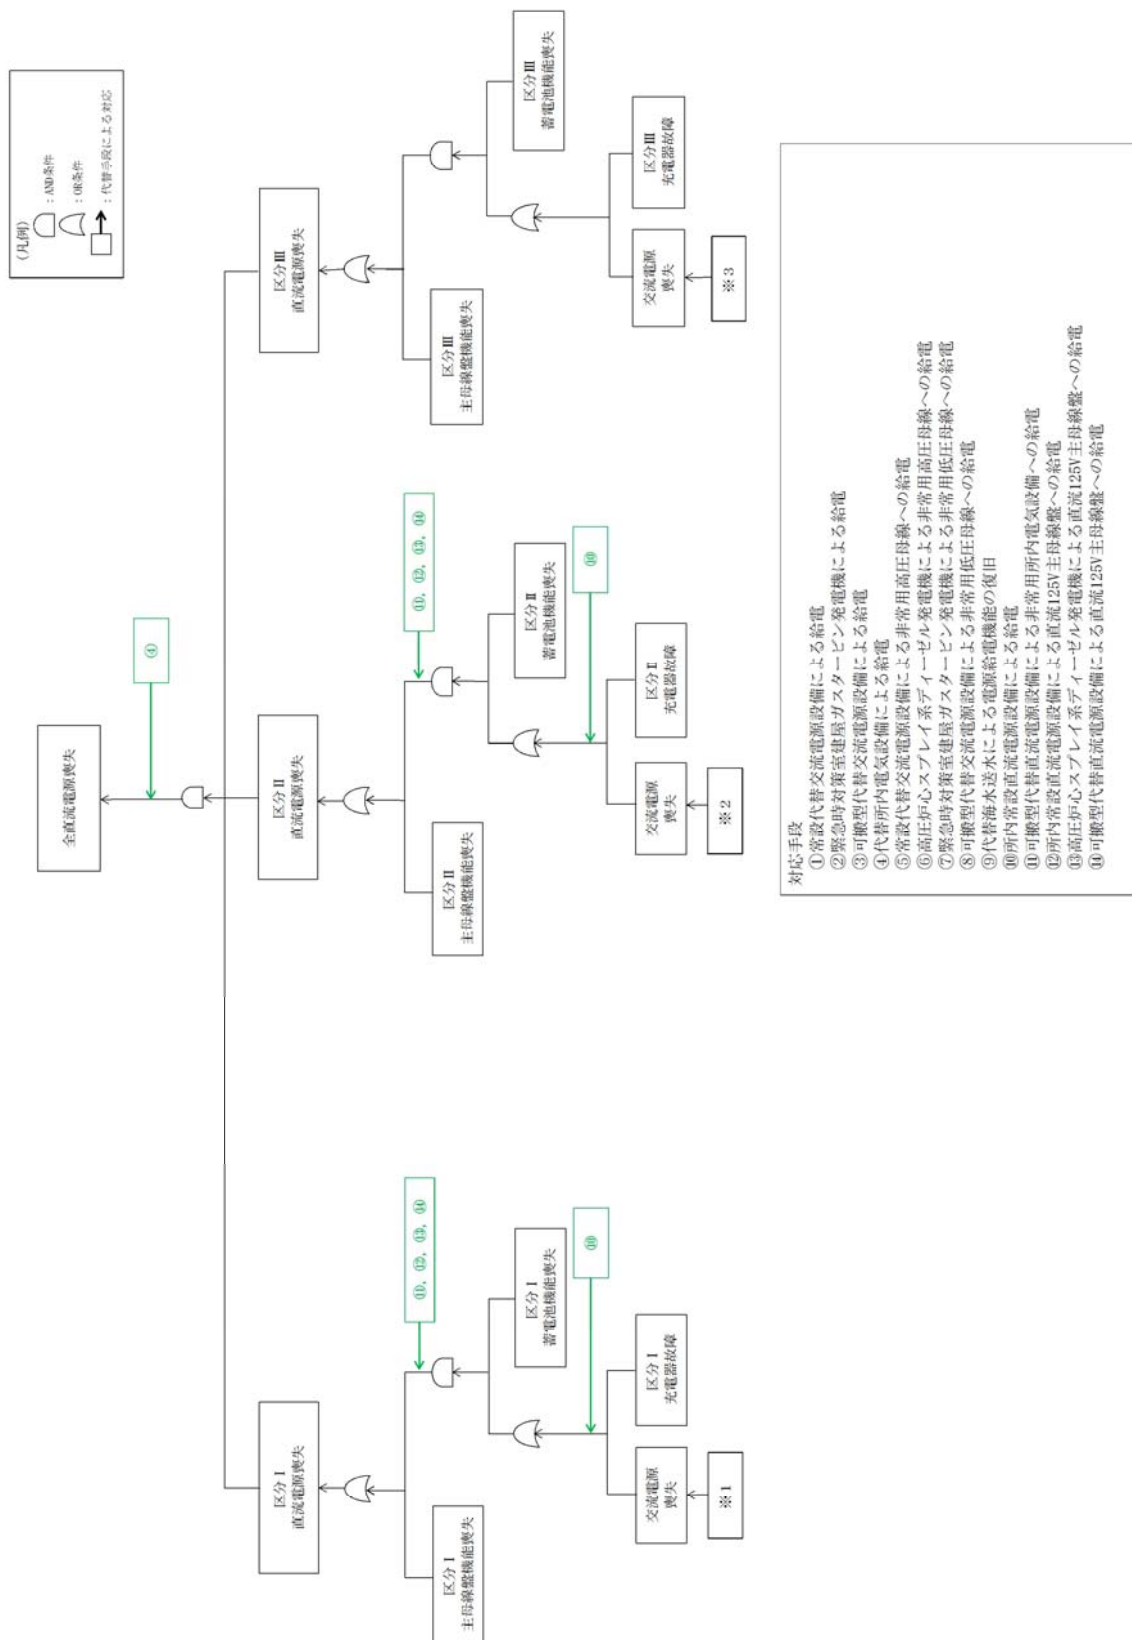 (凡例)
：AND条件
：OR条件
：代替手段による対応
全直流電源喪失
④
区分Ⅰ
直流電源喪失
区分Ⅱ
直流電源喪失
区分Ⅲ
直流電源喪失
区分Ⅰ
主母線盤機能喪失
⑪，⑫，⑬，⑭
区分Ⅰ
蓄電池機能喪失
⑩
交流電源
喪失
区分Ⅰ
充電器故障
※1
区分Ⅱ
主母線盤機能喪失
⑪，⑫，⑬，⑭
区分Ⅱ
蓄電池機能喪失
⑩
交流電源
喪失
区分Ⅱ
充電器故障
※2
区分Ⅲ
主母線盤機能喪失
区分Ⅲ
蓄電池機能喪失
交流電源
喪失
区分Ⅲ
充電器故障
※3
対応手段
①常設代替交流電源設備による給電
②緊急時対策室建屋ガスタービン発電機による給電
③可搬型代替交流電源設備による給電
④代替所内電気設備による給電
⑤常設代替交流電源設備による非常用高圧母線への給電
⑥高圧炉心スプレイ系ディーゼル発電機による非常用高圧母線への給電
⑦緊急時対策室建屋ガスタービン発電機による非常用低圧母線への給電
⑧可搬型代替交流電源設備による非常用低圧母線への給電
⑨代替海水送水による電源給電機能の復旧
⑩所内常設直流電源設備による給電
⑪可搬型代替直流電源設備による非常用所内電気設備への給電
⑫所内常設直流電源設備による直流125V主母線盤への給電
⑬高圧炉心スプレイ系ディーゼル発電機による直流125V主母線盤への給電
⑭可搬型代替直流電源設備による直流125V主母線盤への給電